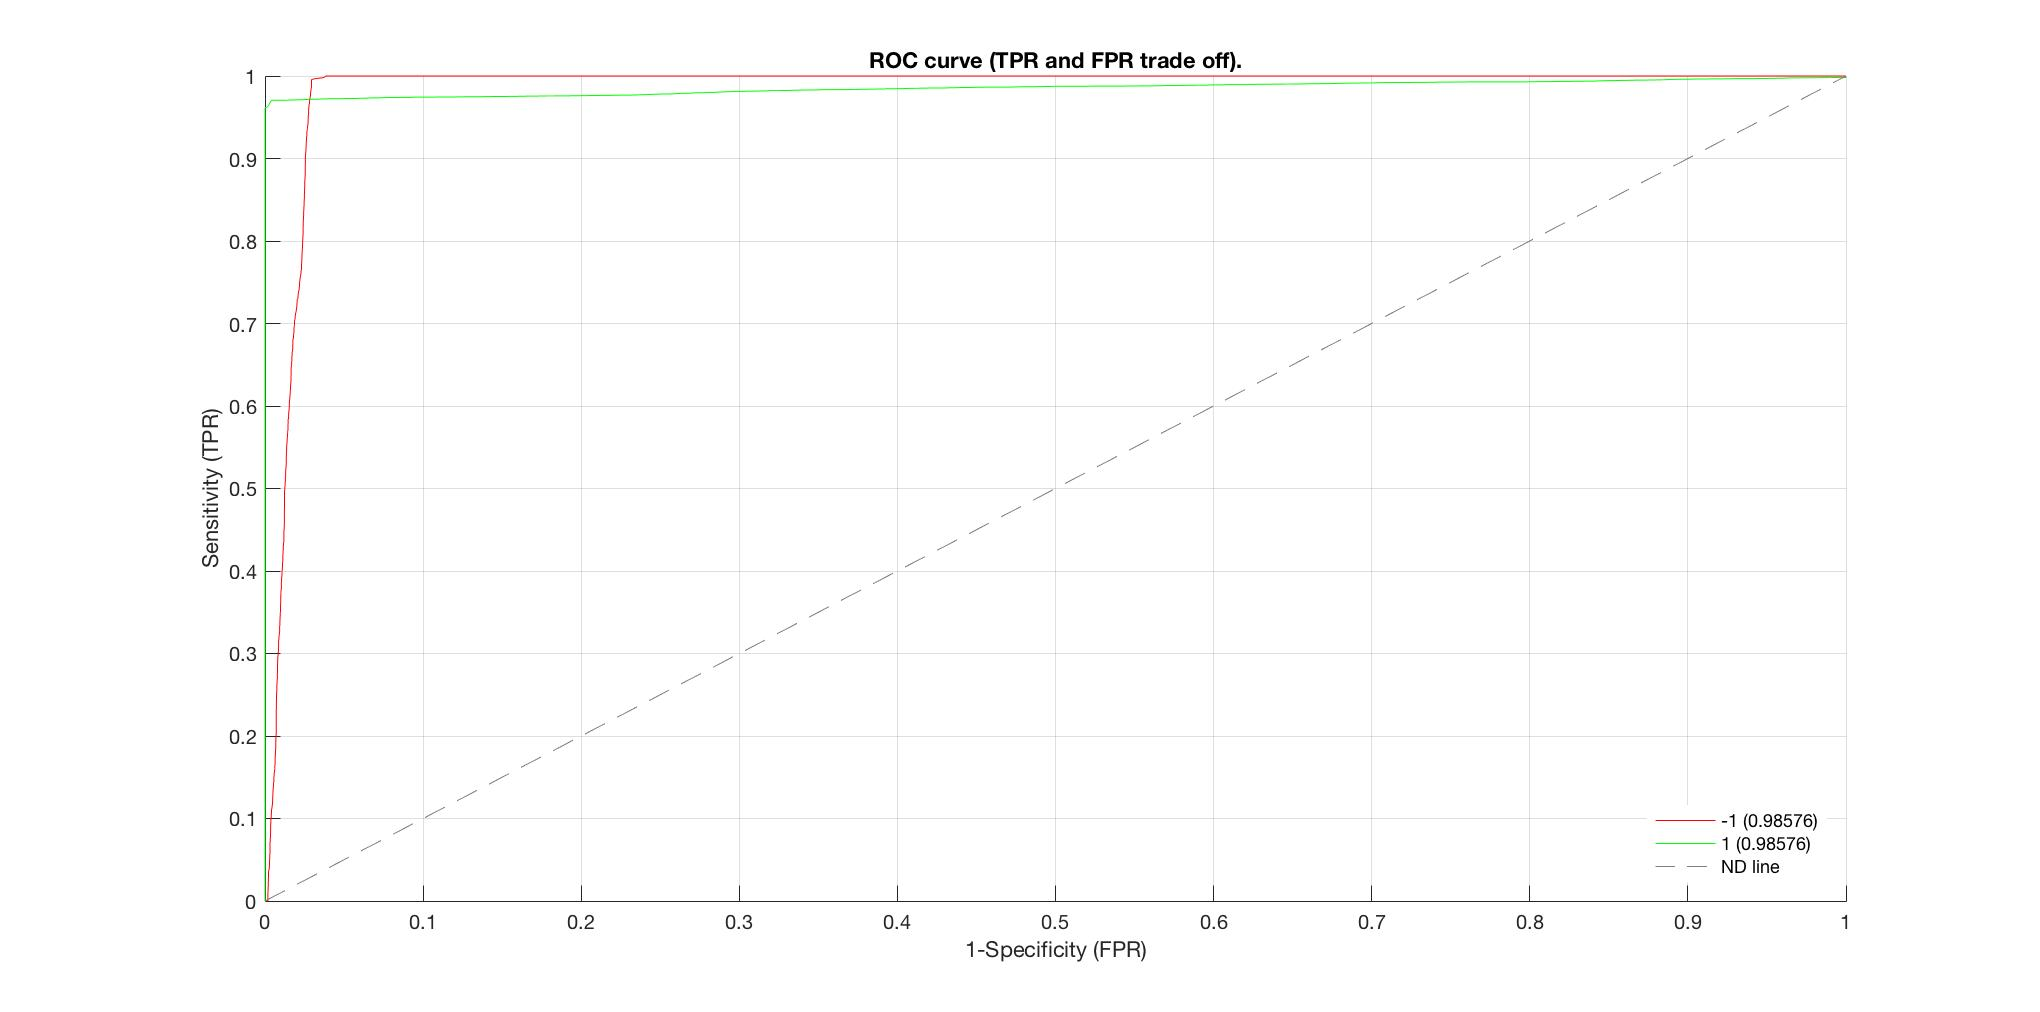 ROC curve (TPR and FPR trade off).
1
0.9
0.8
0.7
0.6
0.5
0.4
0.3
0.2
0.1
0
Sensitivity (TPR)
-1 (0.98576)
1 (0.98576)
ND line
0 0.1 0.2 0.3 0.4 0.5 0.6 0.7 0.8 0.9 1
1-Specificity (FPR)